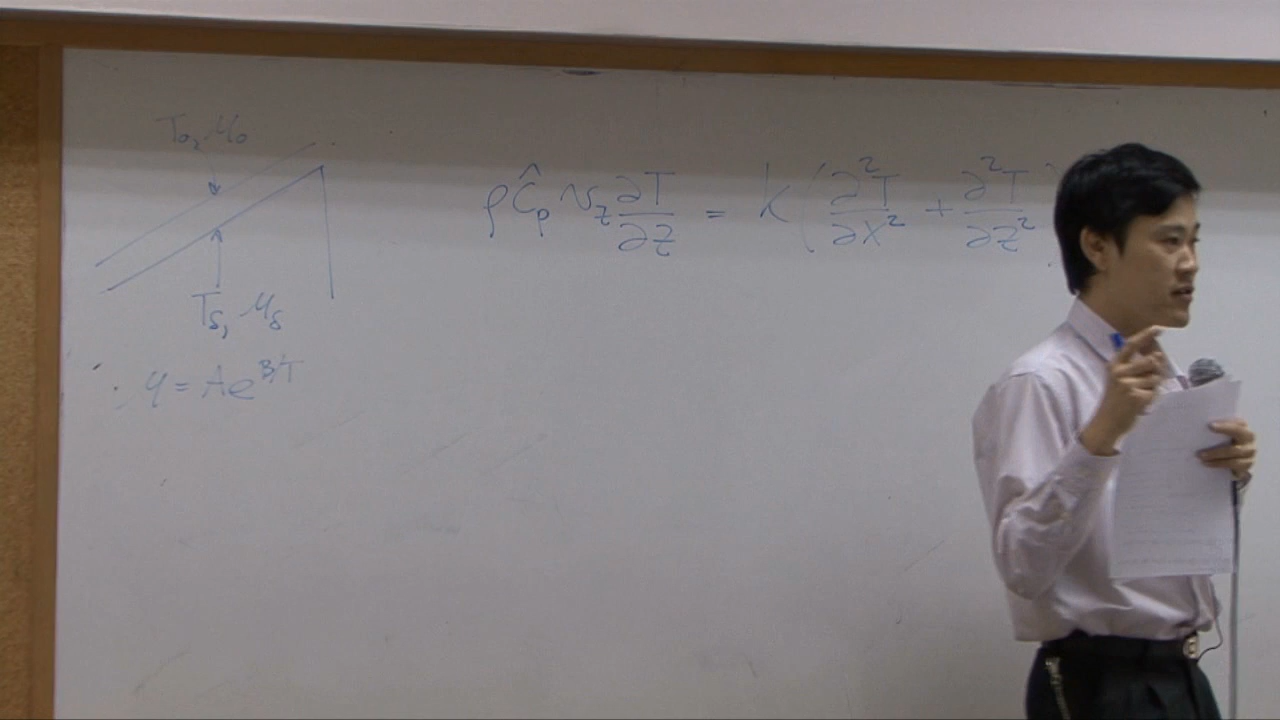 T₀, μ₀
T_δ, μ_δ
μ = Ae^{B/T}
ρĈ_p v_z ∂T/∂z = k(∂²T/∂x² + ∂²T/∂z²)